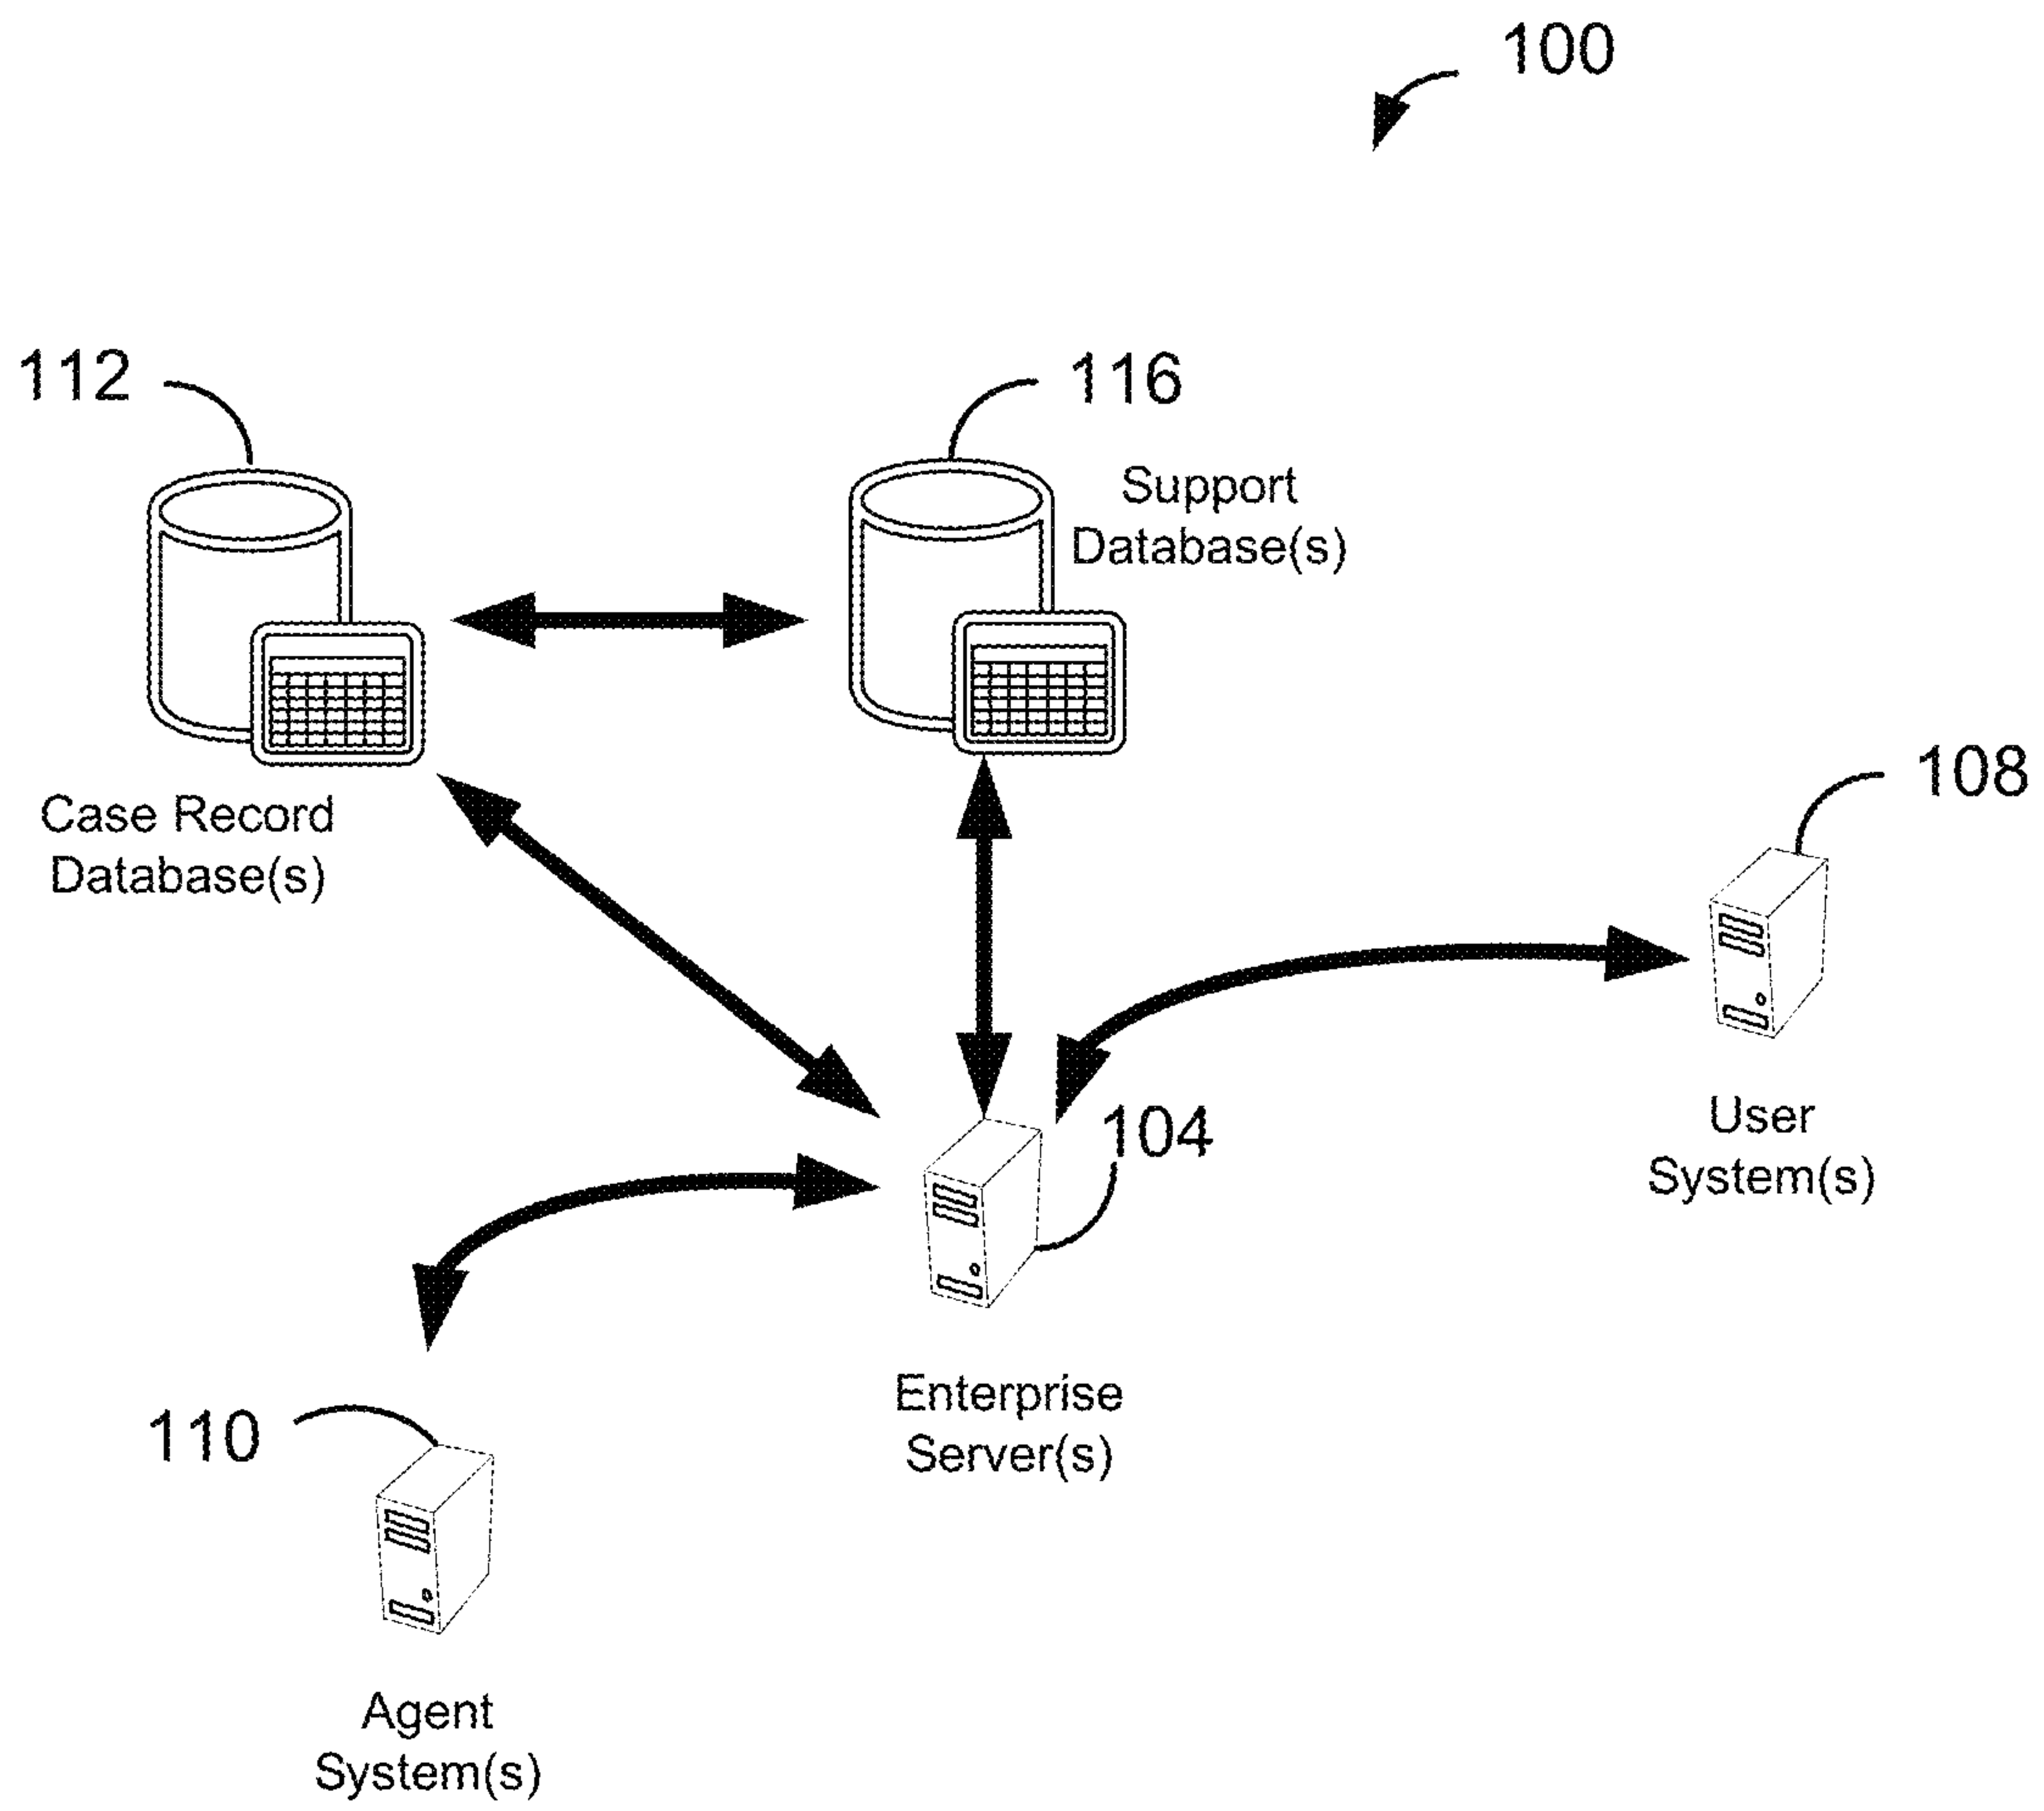 100
112
116
Support
Database(s)
108
Case Record
Database(s)
104
User
System(s)
Enterprise
Server(s)
110
Agent
System(s)